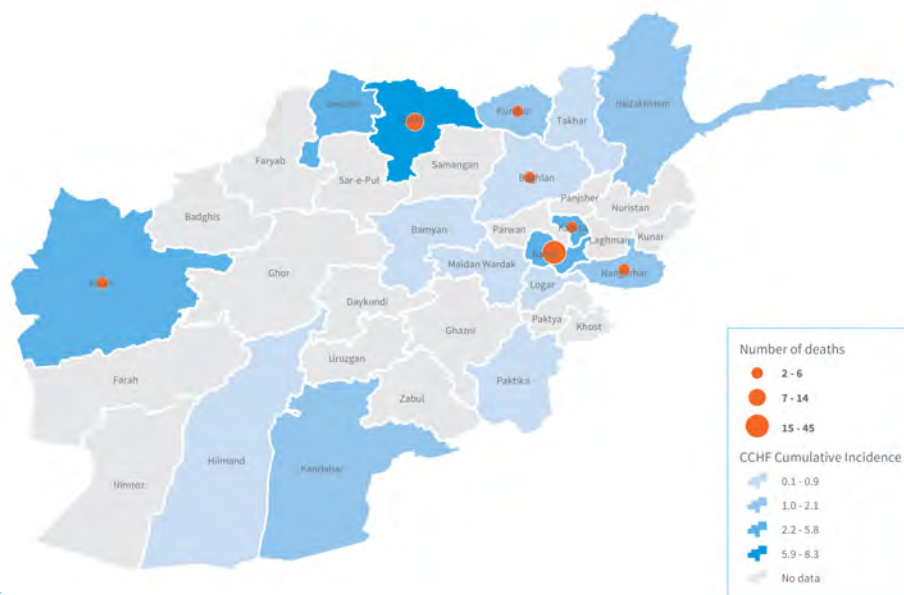 Badakhshan
Jawzjan
Balkh
Kunduz
Takhar
Faryab
Samangan
Sar-e-Pul
Baghlan
Panjsher
Nuristan
Badghis
Bamyan
Parwan
Kapisa
Laghman
Kunar
Kabul
Ghor
Maidan Wardak
Nangarhar
Hirat
Logar
Daykundi
Paktya
Khost
Ghazni
Uruzgan
Farah
Paktika
Zabul
Hilmand
Kandahar
Nimroz
Number of deaths
2 - 6
7 - 14
15 - 45
CCHF Cumulative Incidence
0.1 - 0.9
1.0 - 2.1
2.2 - 5.8
5.9 - 8.3
No data